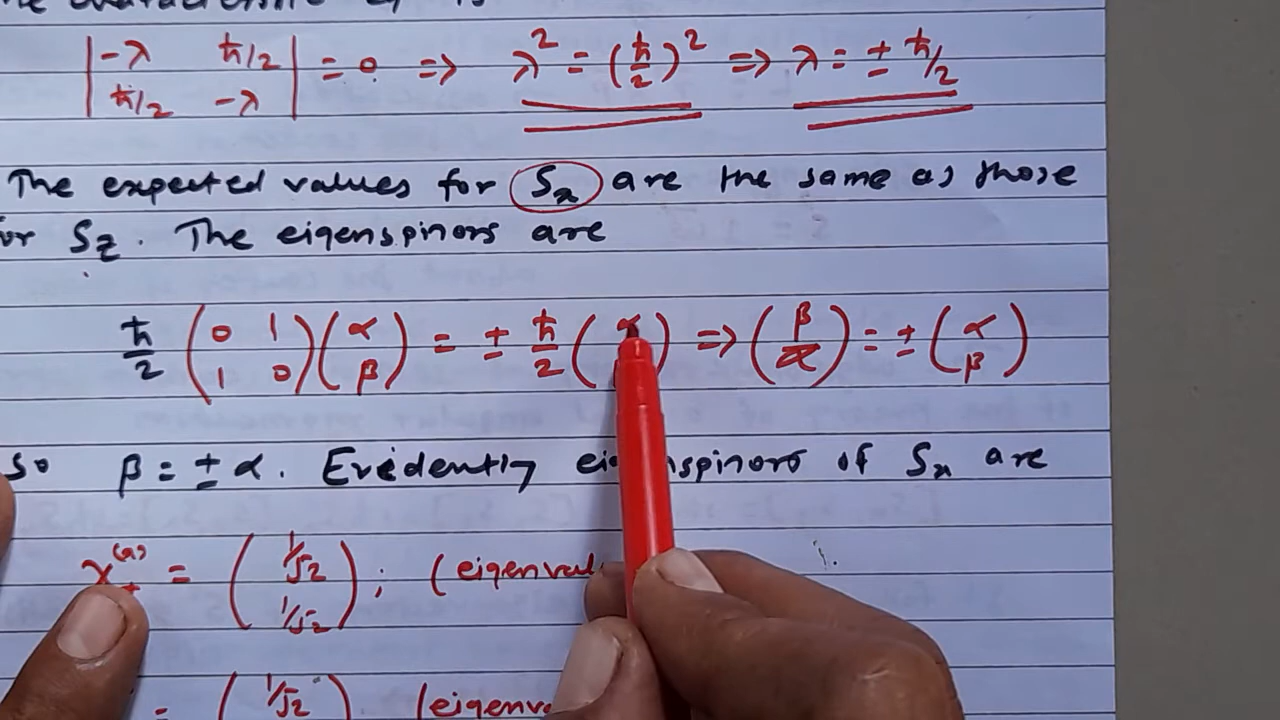 | -λ ħ/2 |
| ħ/2 -λ | = 0 => λ² = (ħ/2)² => λ = ± ħ/2
The expected values for Sx are the same as those
for Sz. The eigenspinors are
ħ/2 ( 0 1 ; 1 0 ) ( α ; β ) = ± ħ/2 ( α ) => ( β ; α ) = ± ( α ; β )
So β = ± α. Evidently eigenspinors of Sx are
χ+ = ( 1/√2 ; 1/√2 ) ; (eigenval
= ( 1/√2 (eigenv